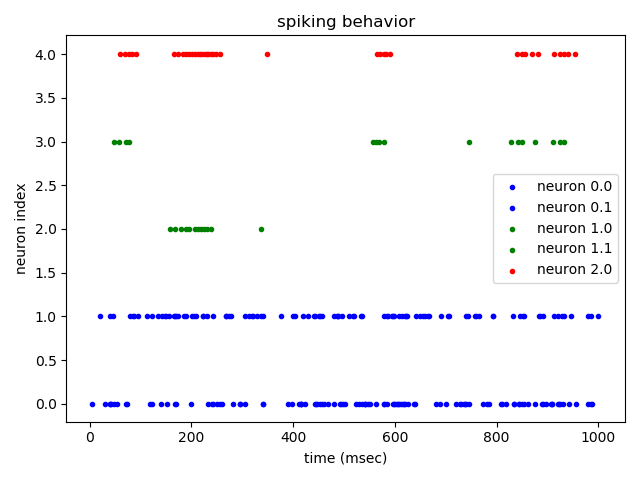 spiking behavior
4.0
3.5
3.0
2.5
2.0
1.5
1.0
0.5
0.0
neuron index
neuron 0.0
neuron 0.1
neuron 1.0
neuron 1.1
neuron 2.0
0 200 400 600 800 1000
time (msec)